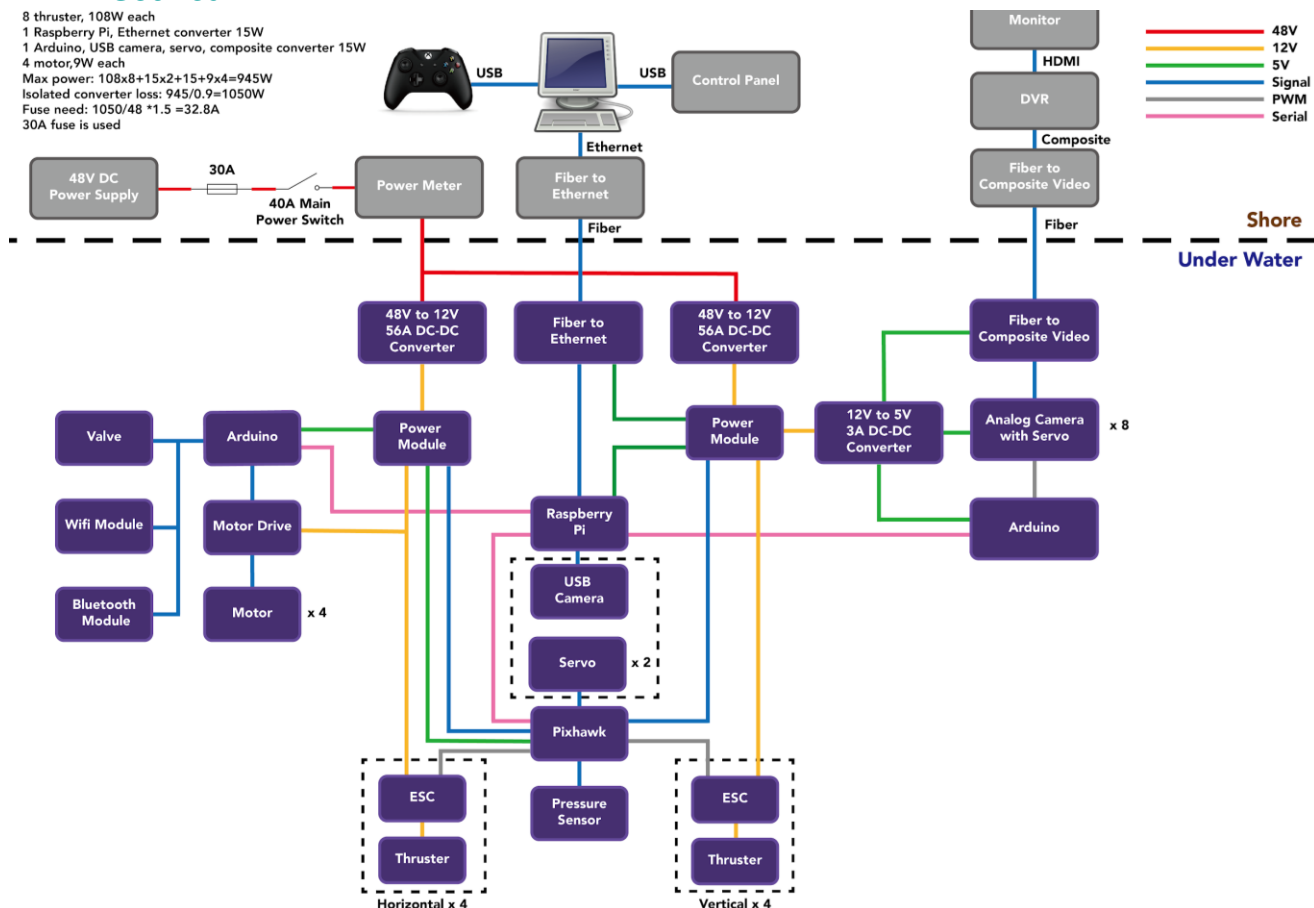 8 thruster, 108W each
1 Raspberry Pi, Ethernet converter 15W
1 Arduino, USB camera, servo, composite converter 15W
4 motor,9W each
Max power: 108x8+15x2+15+9x4=945W
Isolated converter loss: 945/0.9=1050W
Fuse need: 1050/48 *1.5 =32.8A
30A fuse is used
USB
USB
Control Panel
Monitor
HDMI
DVR
Composite
Fiber to
Composite Video
Fiber
48V
12V
5V
Signal
PWM
Serial
Ethernet
48V DC
Power Supply
30A
40A Main
Power Switch
Power Meter
Fiber to
Ethernet
Fiber
Shore
Under Water
48V to 12V
56A DC-DC
Converter
Fiber to
Ethernet
48V to 12V
56A DC-DC
Converter
Fiber to
Composite Video
Valve
Arduino
Power
Module
Power
Module
12V to 5V
3A DC-DC
Converter
Analog Camera
with Servo
x 8
Wifi Module
Motor Drive
Raspberry
Pi
Arduino
Bluetooth
Module
Motor
x 4
USB
Camera
Servo
x 2
Pixhawk
ESC
Thruster
Horizontal x 4
Pressure
Sensor
ESC
Thruster
Vertical x 4